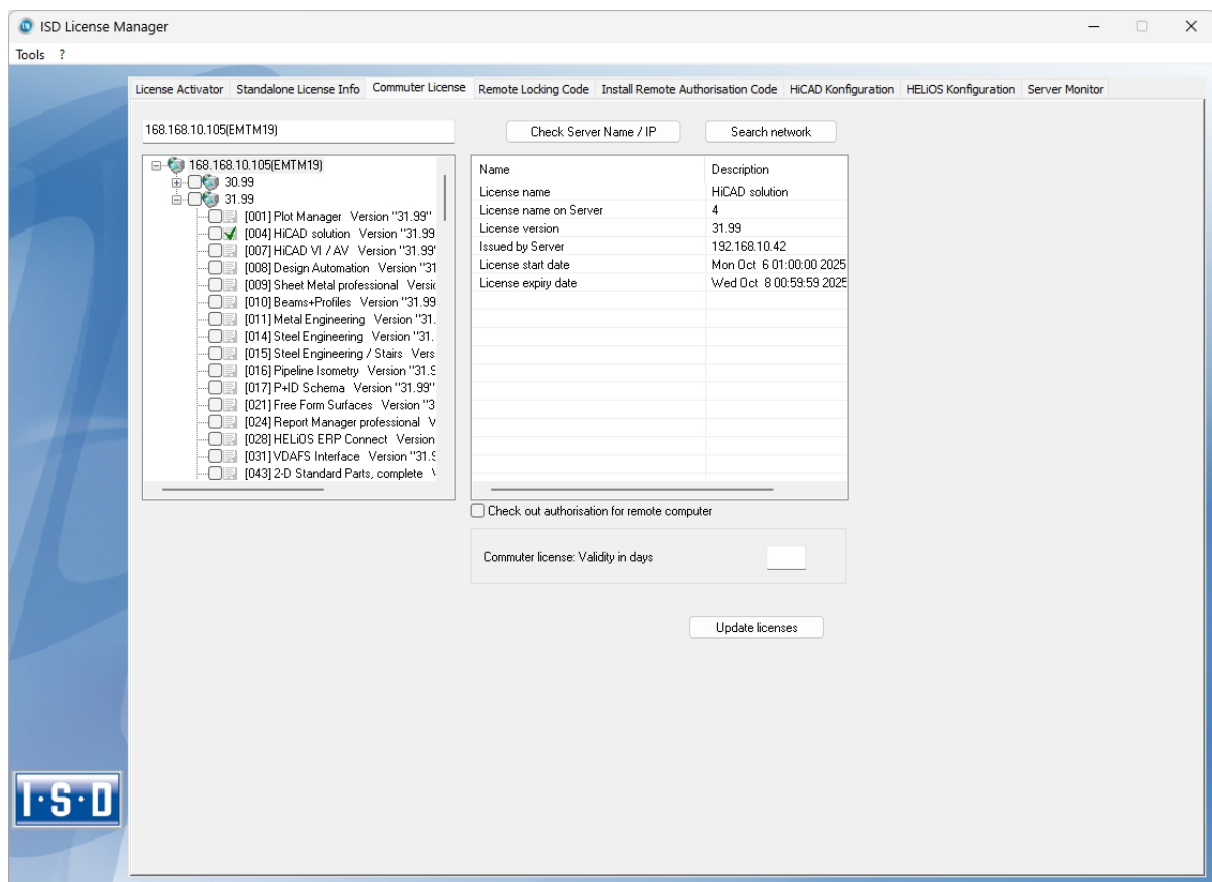 ISD License Manager
Tools ?
License Activator Standalone License Info Commuter License Remote Locking Code Install Remote Authorisation Code HiCAD Konfiguration HELiOS Konfiguration Server Monitor
168.168.10.105(EMTM19) Check Server Name / IP Search network
168.168.10.105(EMTM19)
30.99
31.99
[001] Plot Manager Version "31.99"
[004] HiCAD solution Version "31.99
[007] HiCAD VI / AV Version "31.99"
[008] Design Automation Version "31
[009] Sheet Metal professional Versic
[010] Beams+Profiles Version "31.99
[011] Metal Engineering Version "31.
[014] Steel Engineering Version "31.
[015] Steel Engineering / Stairs Vers
[016] Pipeline Isometry Version "31.9
[017] P+ID Schema Version "31.99"
[021] Free Form Surfaces Version "3
[024] Report Manager professional V
[028] HELiOS ERP Connect Version
[031] VDAFS Interface Version "31.9
[043] 2-D Standard Parts, complete
Name Description
License name HiCAD solution
License name on Server 4
License version 31.99
Issued by Server 192.168.10.42
License start date Mon Oct 6 01:00:00 2025
License expiry date Wed Oct 8 00:59:59 2025
Check out authorisation for remote computer
Commuter license: Validity in days
Update licenses
I·S·D